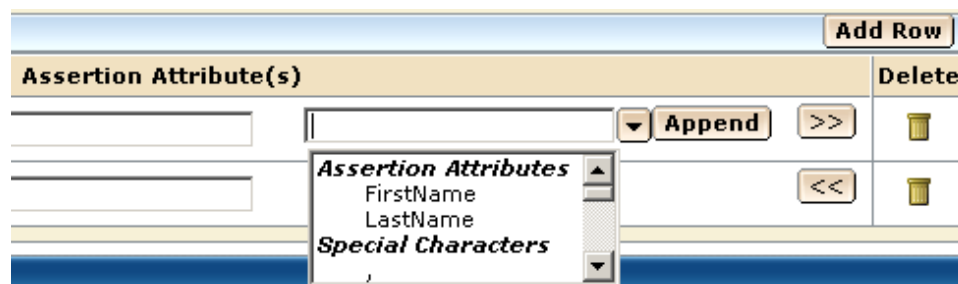 Add Row
Assertion Attribute(s) Delete
Append >>
Assertion Attributes
FirstName
<<
LastName
Special Characters
,